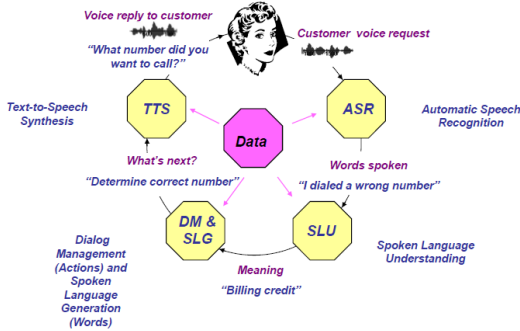 Voice reply to customer
“What number did you
want to call?”
Customer voice request
Text-to-Speech
Synthesis
TTS
ASR
Automatic Speech
Recognition
Data
What’s next?
“Determine correct number”
Words spoken
“I dialed a wrong number”
DM &
SLG
SLU
Dialog
Management
(Actions) and
Spoken
Language
Generation
(Words)
Meaning
“Billing credit”
Spoken Language
Understanding